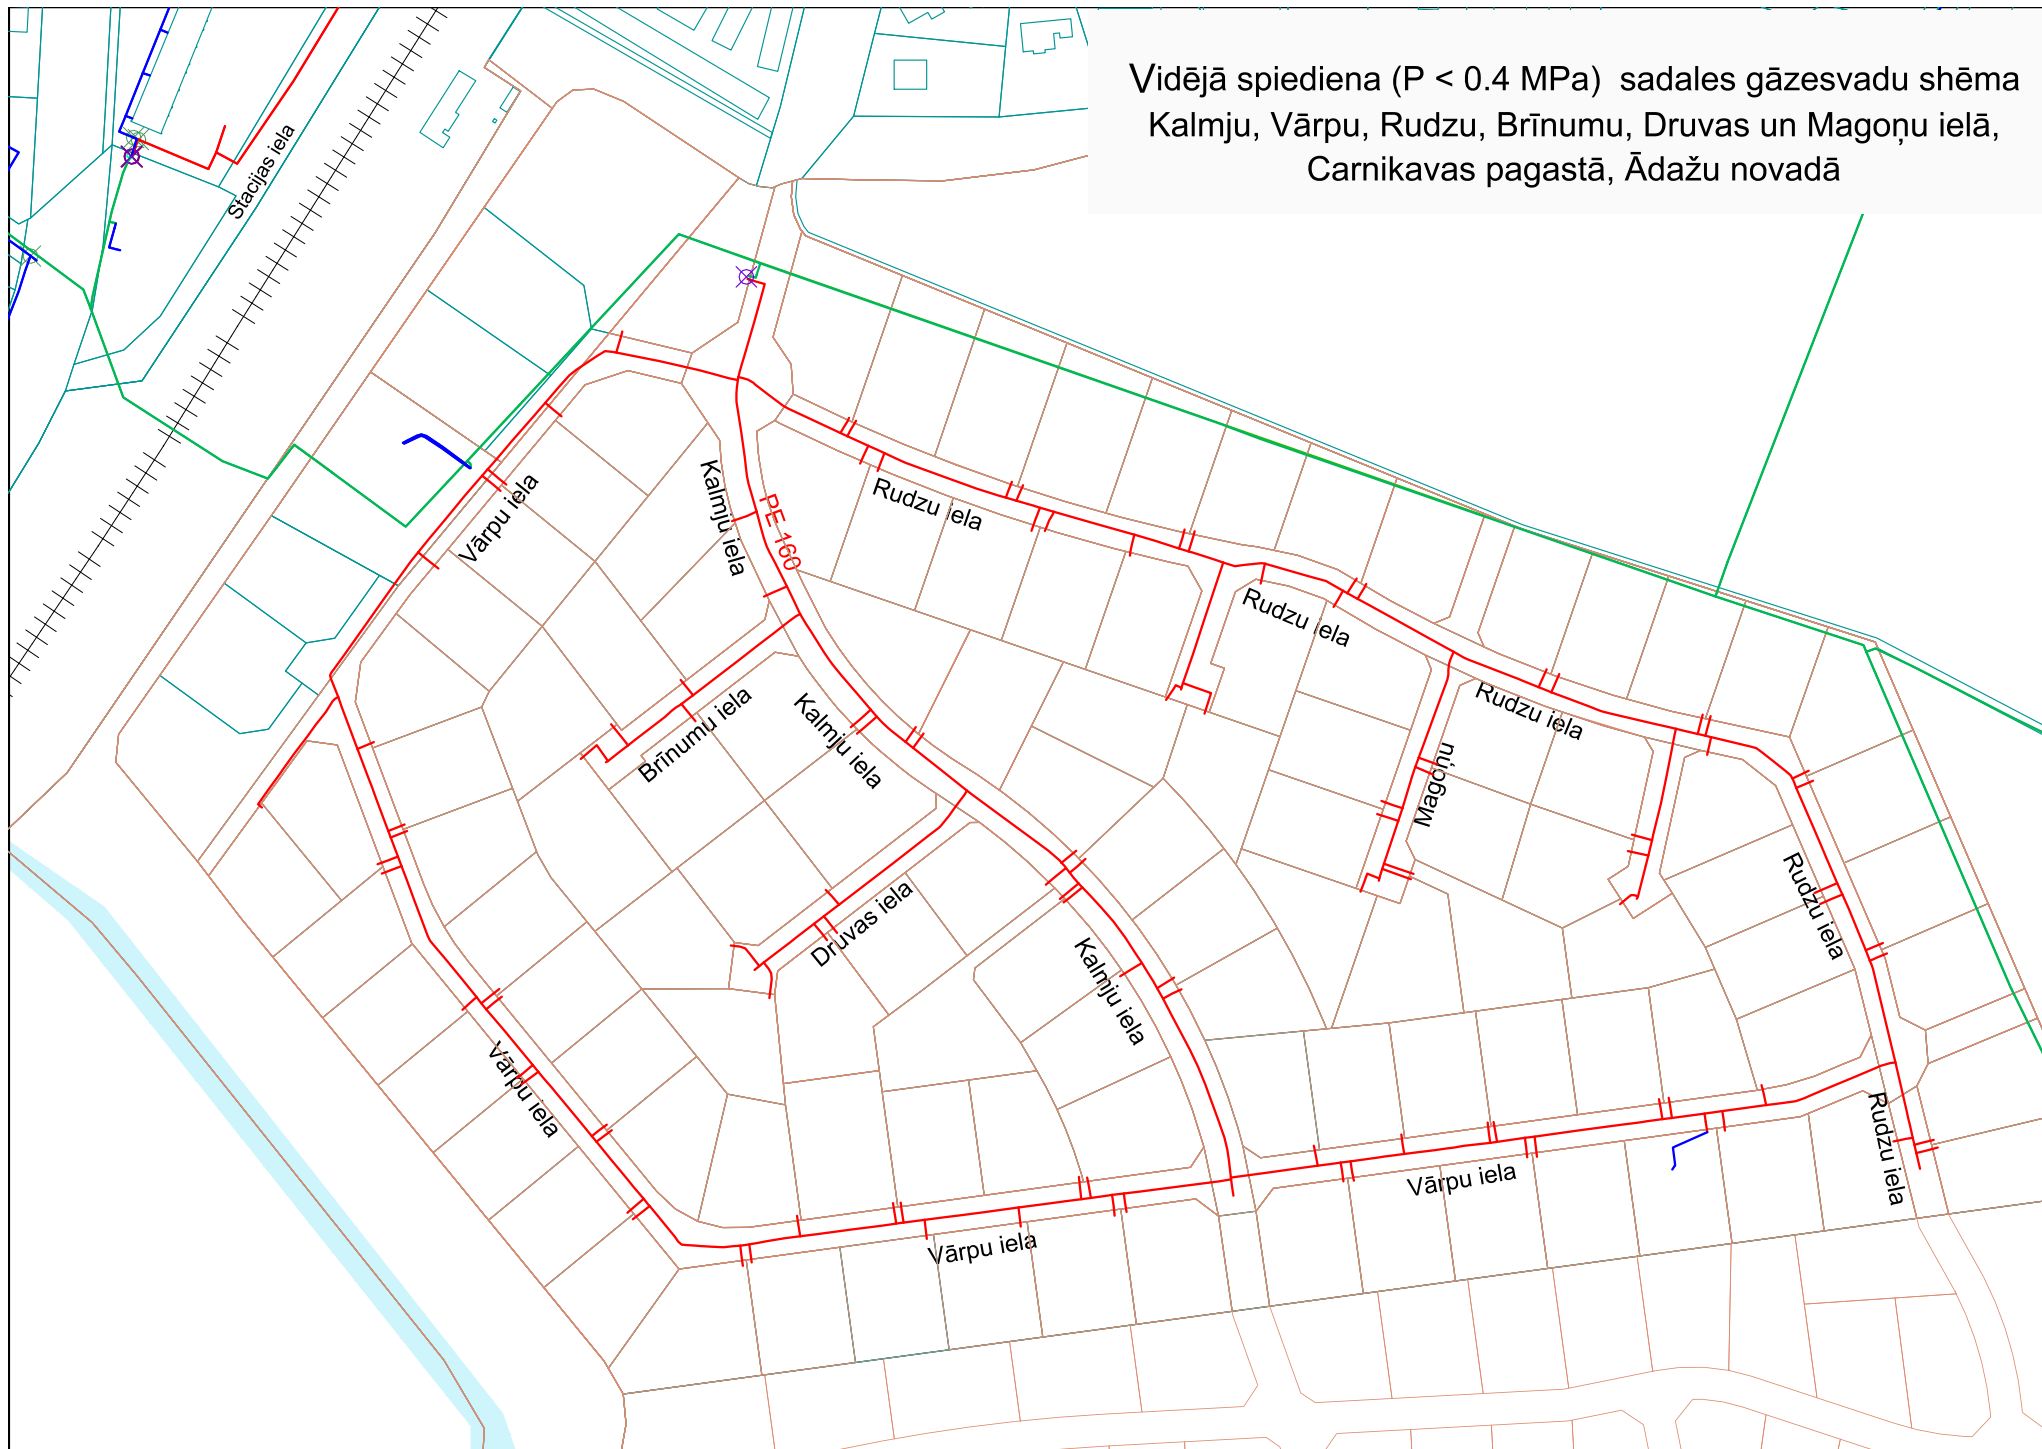 Vidējā spiediena (P < 0.4 MPa) sadales gāzesvadu shēma
Kalmju, Vārpu, Rudzu, Brīnumu, Druvas un Magoņu ielā,
Carnikavas pagastā, Ādažu novadā
Stacijas iela
Vārpu iela
Kalmju iela
PE 160
Rudzu iela
Rudzu iela
Rudzu iela
Brīnumu iela
Kalmju iela
Magoņu
Druvas iela
Rudzu iela
Kalmju iela
Vārpu iela
Rudzu iela
Vārpu iela
Vārpu iela